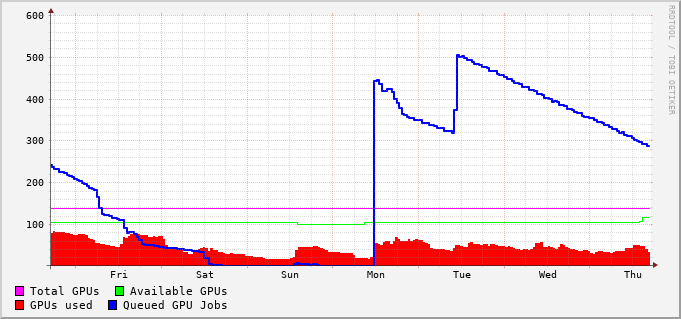 600
500
400
300
200
100
Fri Sat Sun Mon Tue Wed Thu
Total GPUs Available GPUs
GPUs used Queued GPU Jobs
RRDTOOL / TOBI OETIKER